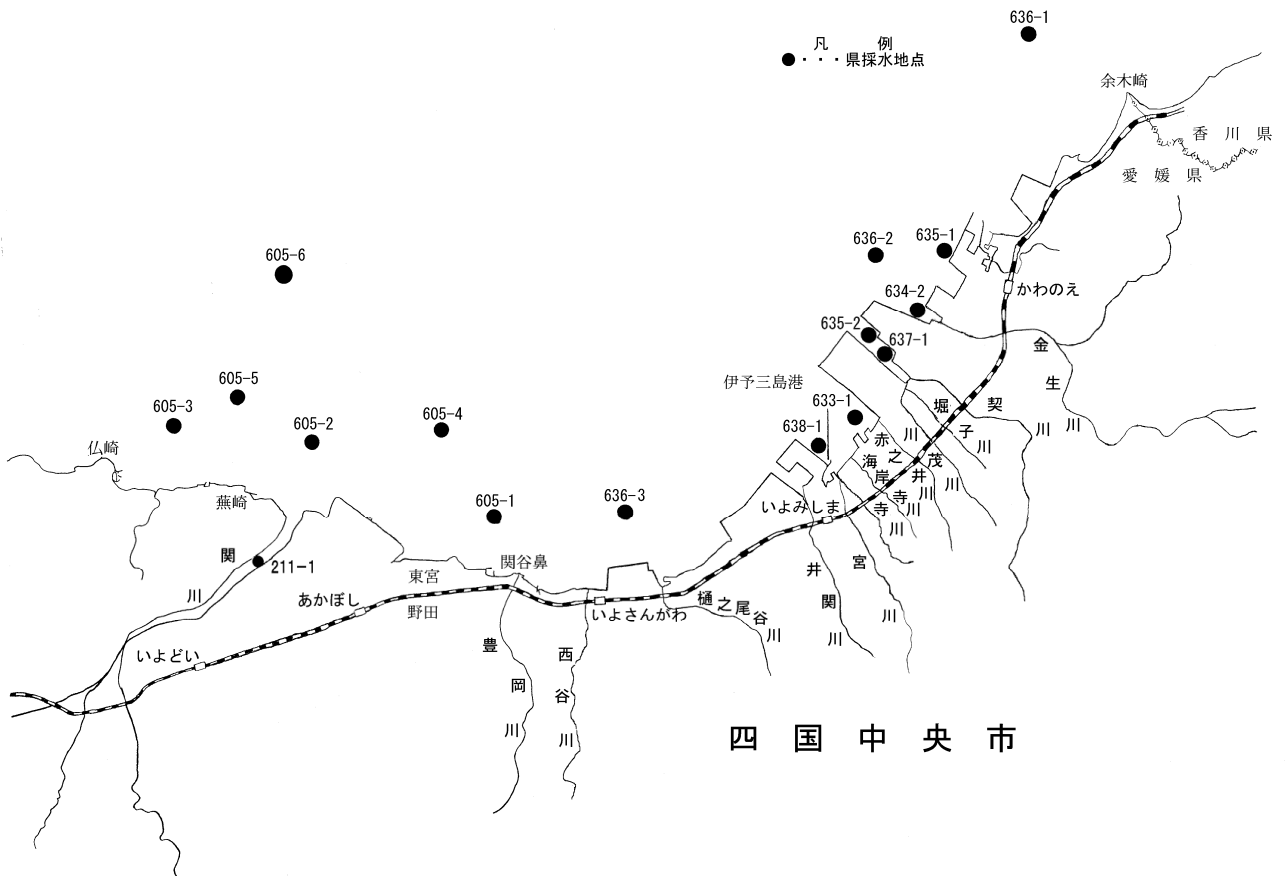 636-1
凡 例
●・・・県採水地点
余木崎
香川県
愛媛県
636-2
635-1
605-6
634-2
かわのえ
635-2
637-1
金生川
伊予三島港
605-5
605-3
605-2
605-4
633-1
638-1
契川
堀子川
赤之井川
茂川
海岸寺川
寺川
仏崎
蕪崎
605-1
636-3
いよみしま
関川
211-1
東宮
関谷鼻
野田
あかぼし
いよさんがわ
樋之尾谷川
井関川
宮川
いよどい
豊岡川
西谷川
四国中央市